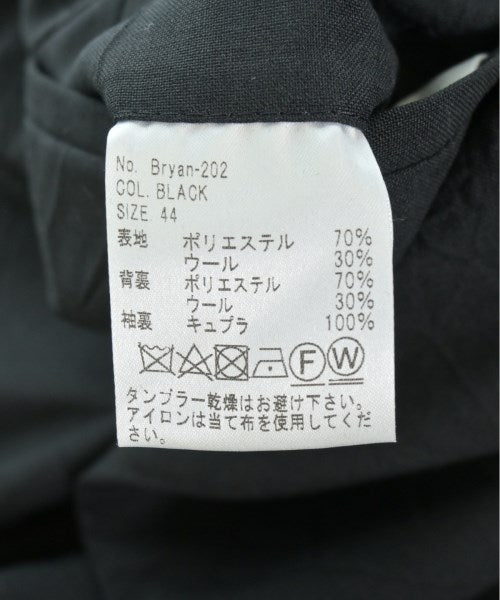 No. Bryan-202
COL. BLACK
SIZE 44
表地 ポリエステル 70%
ウール 30%
背裏 ポリエステル 70%
ウール 30%
袖裏 キュプラ 100%
F W
タンブラー乾燥はお避け下さい。
アイロンは当て布を使用してくだ
さい。